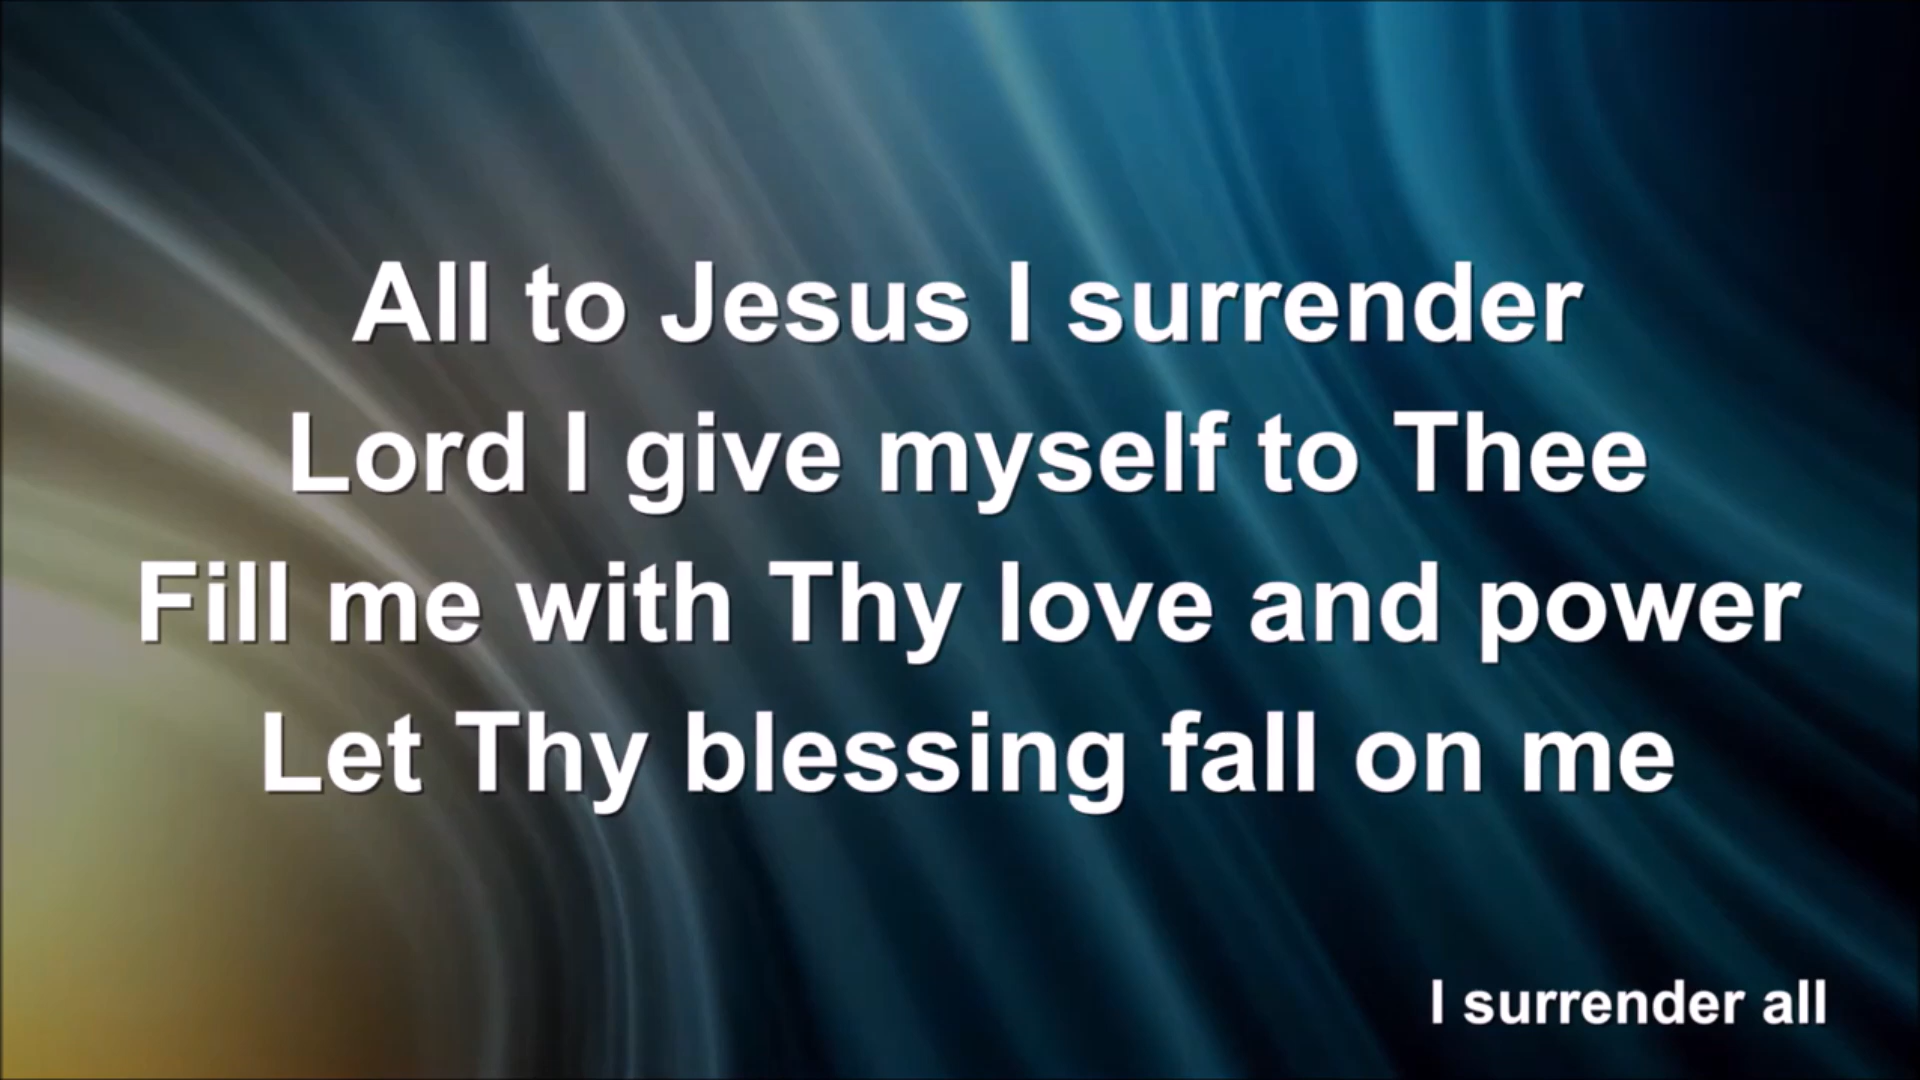 All to Jesus I surrender
Lord I give myself to Thee
Fill me with Thy love and power
Let Thy blessing fall on me
I surrender all